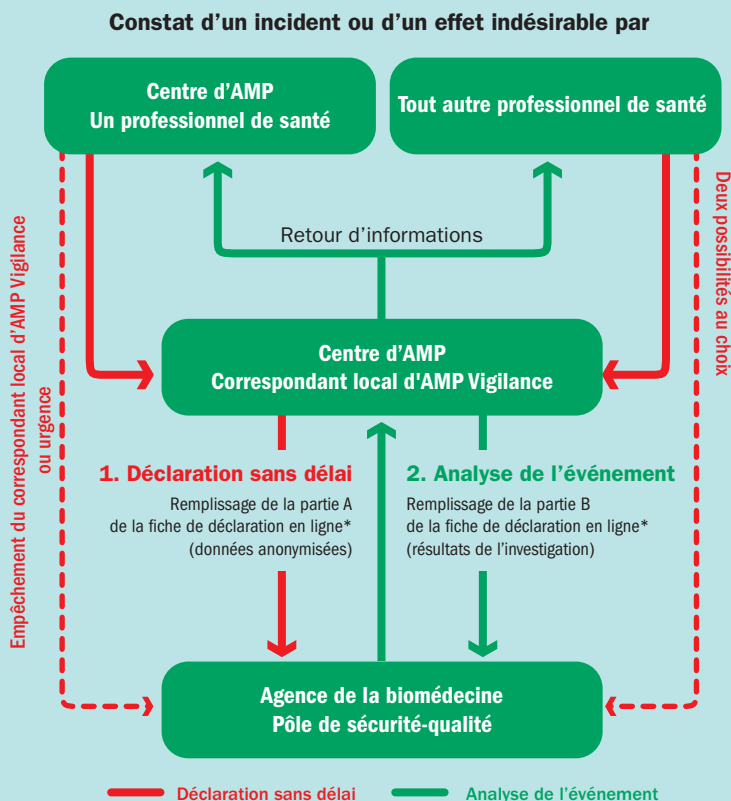 Constat d’un incident ou d’un effet indésirable par
Centre d’AMP
Un professionnel de santé
Tout autre professionnel de santé
Empêchement du correspondant local d’AMP Vigilance
ou urgence
Deux possibilités au choix
Retour d’informations
Centre d’AMP
Correspondant local d'AMP Vigilance
1. Déclaration sans délai
Remplissage de la partie A
de la fiche de déclaration en ligne*
(données anonymisées)
2. Analyse de l’événement
Remplissage de la partie B
de la fiche de déclaration en ligne*
(résultats de l’investigation)
Agence de la biomédecine
Pôle de sécurité-qualité
Déclaration sans délai
Analyse de l’événement